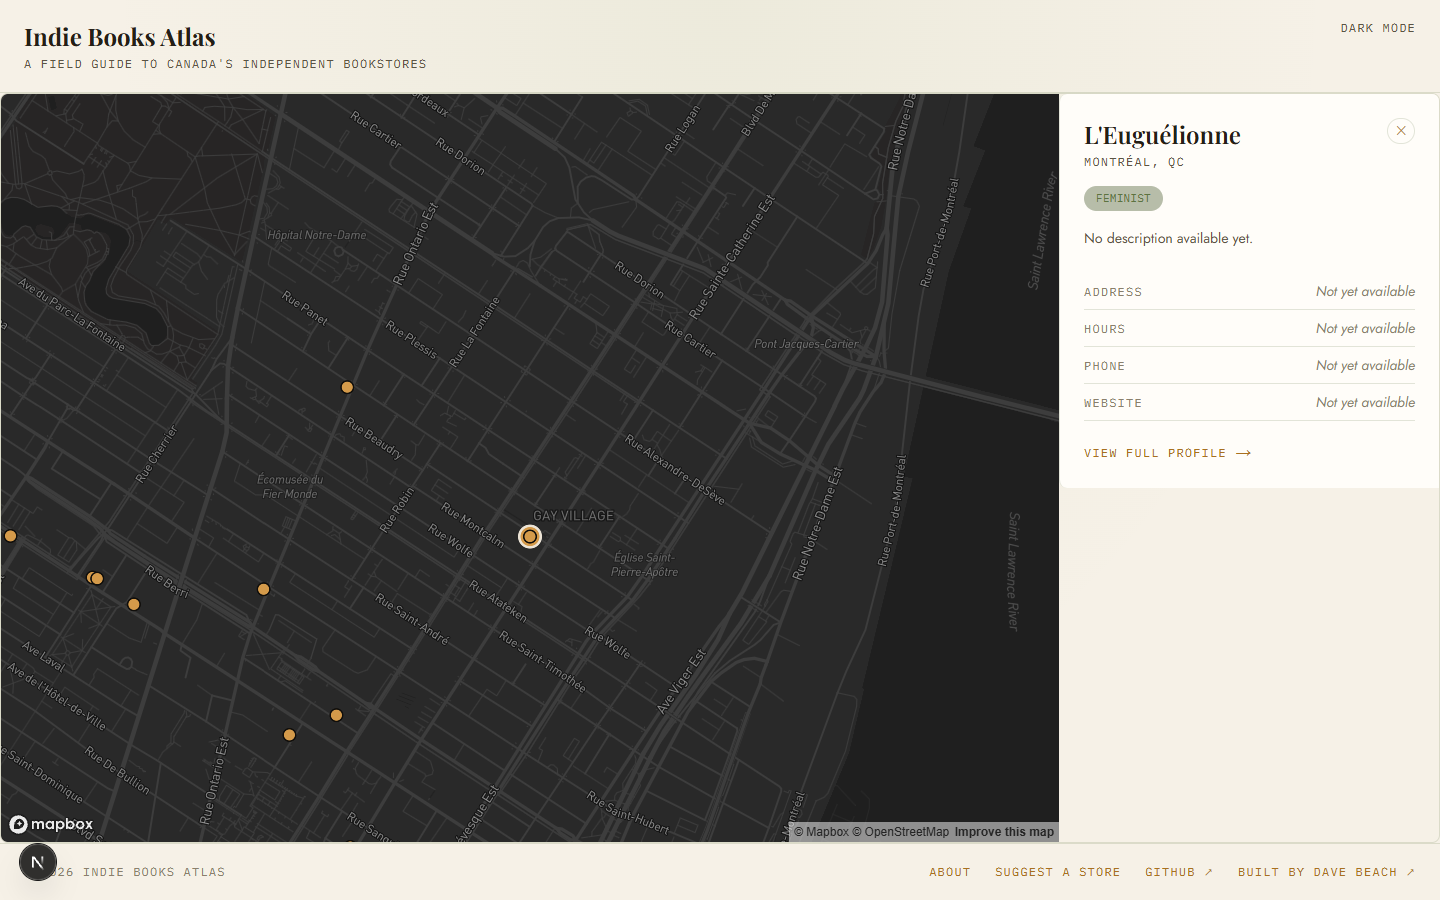 Indie Books Atlas
A FIELD GUIDE TO CANADA'S INDEPENDENT BOOKSTORES
DARK MODE
Rue Cartier
Rue Dorion
Rue Logan
Rue Notre-Da
Hôpital Notre-Dame
Rue Ontario Est
Rue Sainte-Catherine Est
Rue Port-de-Montréal
Saint Lawrence River
Ave du Parc-La Fontaine
Rue Panet
Rue Plessis
Rue La Fontaine
Rue Dorion
Rue Cartier
Pont Jacques-Cartier
Rue Cherrier
Rue Beaudry
Écomusée du
Fier Monde
Rue Robin
Rue Montcalm
Rue Wolfe
GAY VILLAGE
Rue Alexandre-DeSève
Église Saint-
Pierre-Apôtre
Rue Notre-Dame Est
Rue Port-de-Montréal
Saint Lawrence River
Rue Berri
Rue Saint-André
Rue Atateken
Rue Saint-Timothée
Rue Wolfe
Ave Viger Est
Ave Laval
Ave de l'Hôtel-de-Ville
Rue De Bullion
Rue Ontario Est
Rue Saint-Hubert
mapbox
© Mapbox © OpenStreetMap Improve this map
L'Euguélionne
MONTRÉAL, QC
FEMINIST
No description available yet.
ADDRESS Not yet available
HOURS Not yet available
PHONE Not yet available
WEBSITE Not yet available
VIEW FULL PROFILE →
N
26 INDIE BOOKS ATLAS
ABOUT
SUGGEST A STORE
GITHUB ↗
BUILT BY DAVE BEACH ↗